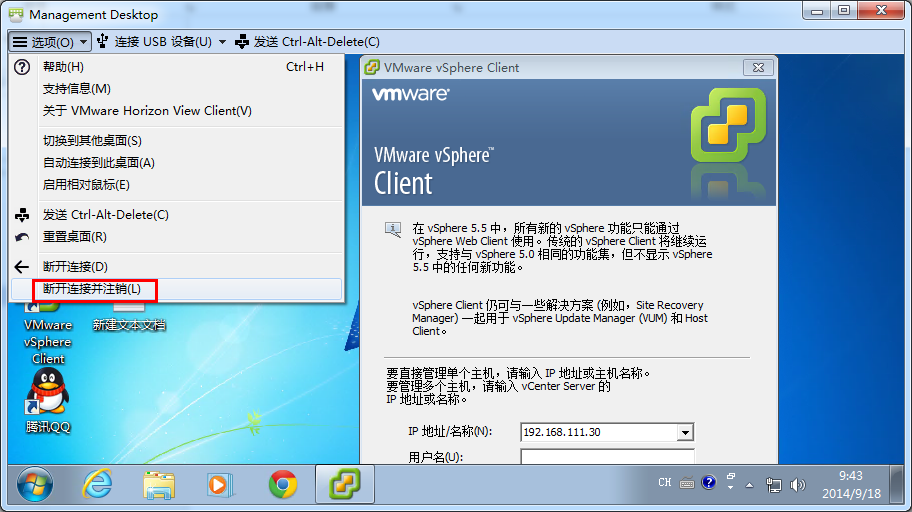 Management Desktop
选项(O) 连接 USB 设备(U) 发送 Ctrl-Alt-Delete(C)
帮助(H) Ctrl+H
支持信息(M)
关于 VMware Horizon View Client(V)
切换到其他桌面(S)
自动连接到此桌面(A)
启用相对鼠标(E)
发送 Ctrl-Alt-Delete(C)
重置桌面(R)
断开连接(D)
断开连接并注销(L)
VMware
vSphere
Client
新建文本文档
腾讯QQ
VMware vSphere Client
vmware®
VMware vSphere™
Client
在 vSphere 5.5 中，所有新的 vSphere 功能只能通过
vSphere Web Client 使用。传统的 vSphere Client 将继续运
行，支持与 vSphere 5.0 相同的功能集，但不显示 vSphere
5.5 中的任何新功能。
vSphere Client 仍可与一些解决方案 (例如，Site Recovery
Manager) 一起用于 vSphere Update Manager (VUM) 和 Host
Client。
要直接管理单个主机，请输入 IP 地址或主机名称。
要管理多个主机，请输入 vCenter Server 的
IP 地址或名称。
IP 地址/名称(N): 192.168.111.30
用户名(U):
CH
9:43
2014/9/18